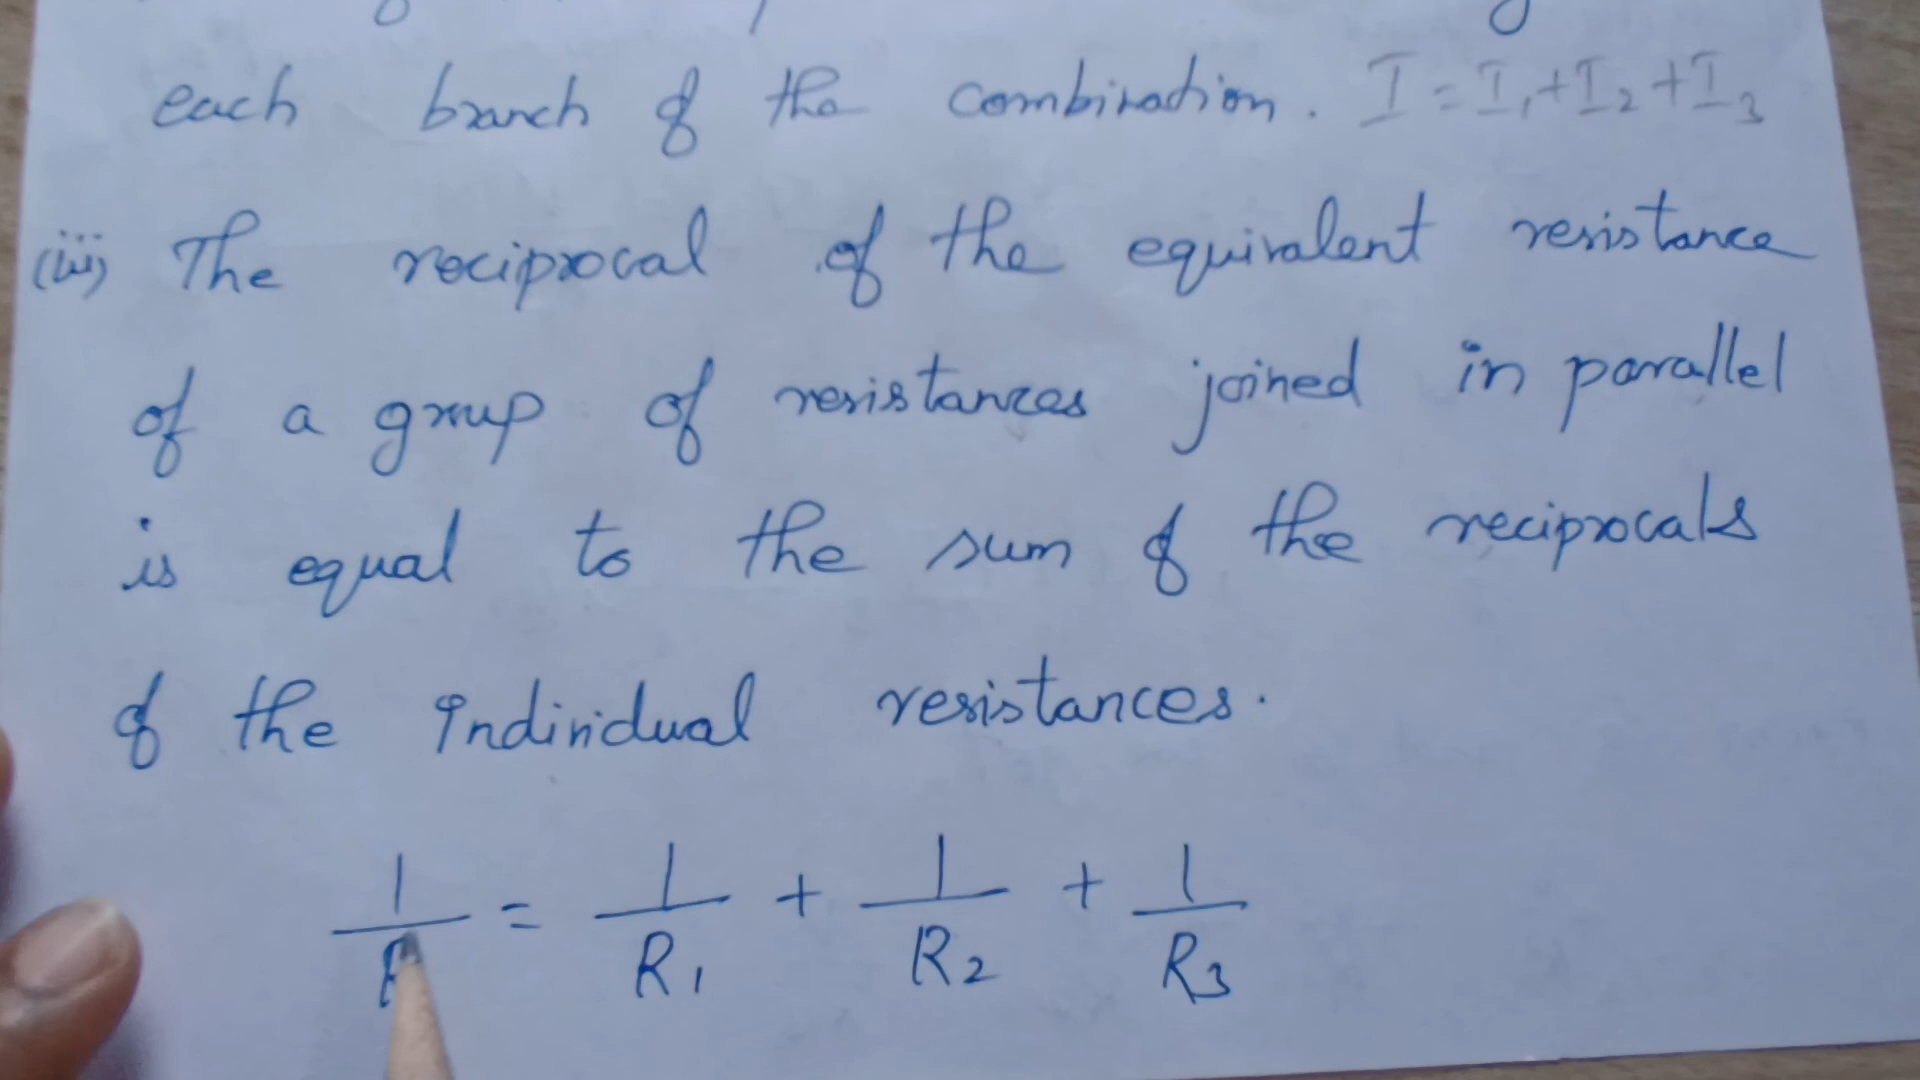 each branch of the combination. I = I₁ + I₂ + I₃
(iii) The reciprocal of the equivalent resistance
of a group of resistances joined in parallel
is equal to the sum of the reciprocals
of the individual resistances.
1/R = 1/R₁ + 1/R₂ + 1/R₃